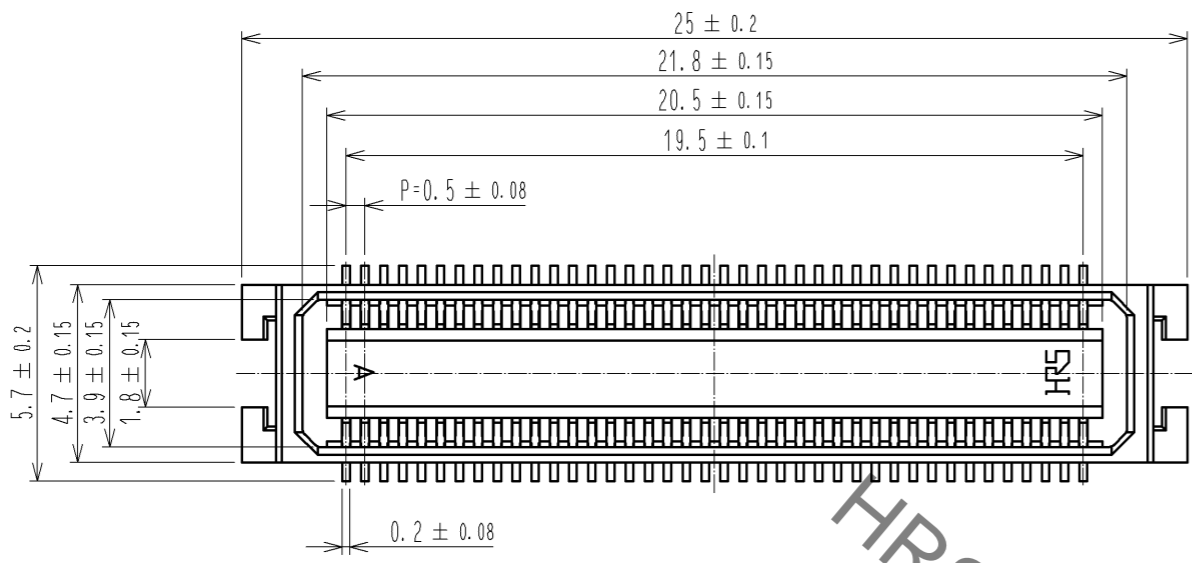 25 ± 0.2
21.8 ± 0.15
20.5 ± 0.15
19.5 ± 0.1
P=0.5 ± 0.08
5.7 ± 0.2
4.7 ± 0.15
3.9 ± 0.15
1.8 ± 0.15
A
HRS
0.2 ± 0.08
HRS